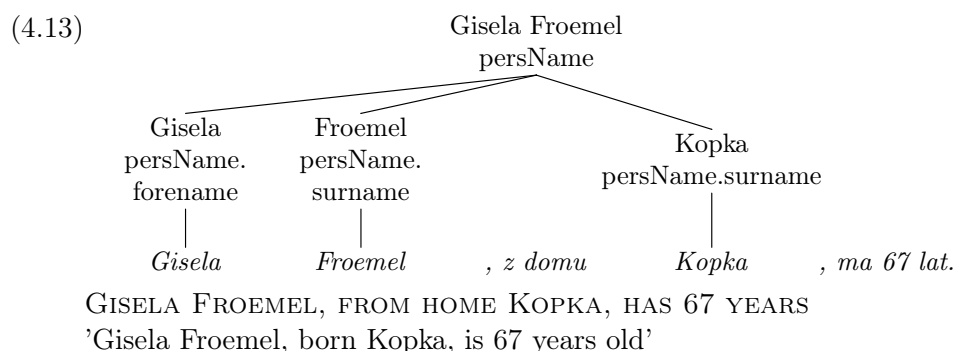 (4.13)
Gisela Froemel
persName
Gisela
persName.
forename
Froemel
persName.
surname
Kopka
persName.surname
Gisela Froemel , z domu Kopka , ma 67 lat.
GISELA FROEMEL, FROM HOME KOPKA, HAS 67 YEARS
'Gisela Froemel, born Kopka, is 67 years old'